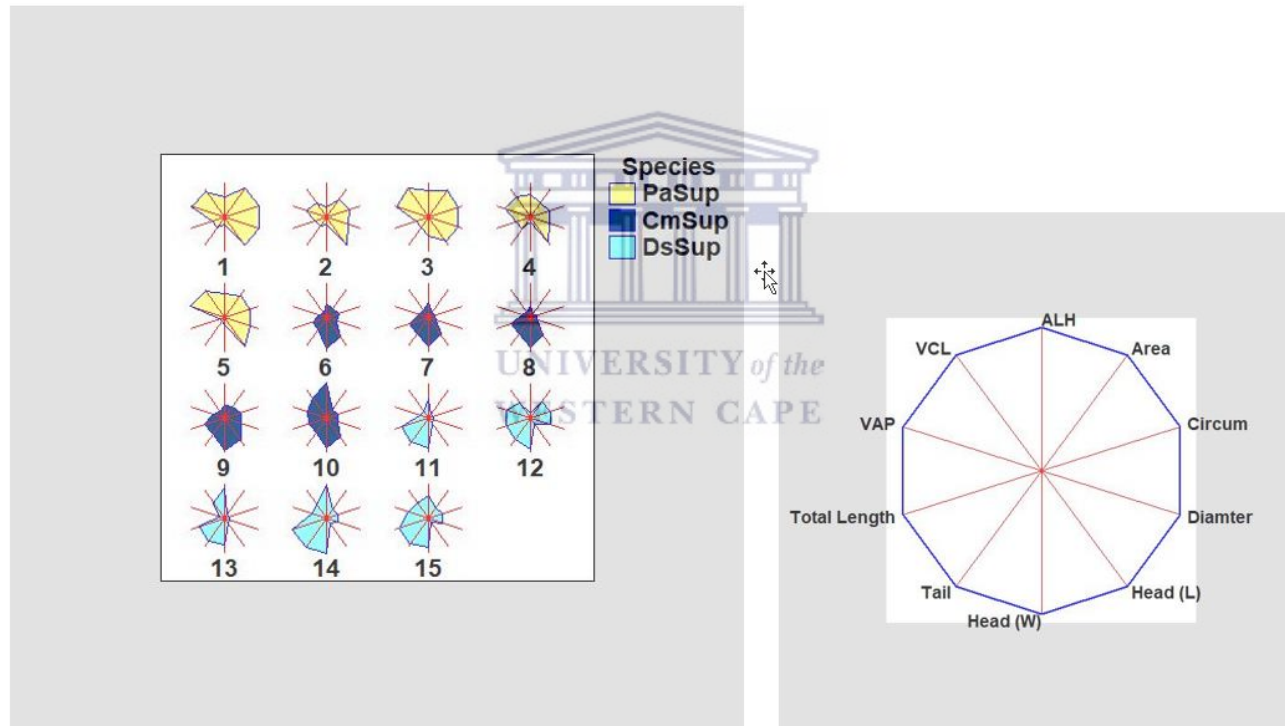 Species
PaSup
CmSup
DsSup
1 2 3 4
5 6 7 8
9 10 11 12
13 14 15
UNIVERSITY of the
WESTERN CAPE
ALH
VCL Area
VAP Circum
Total Length Diamter
Tail Head (L)
Head (W)